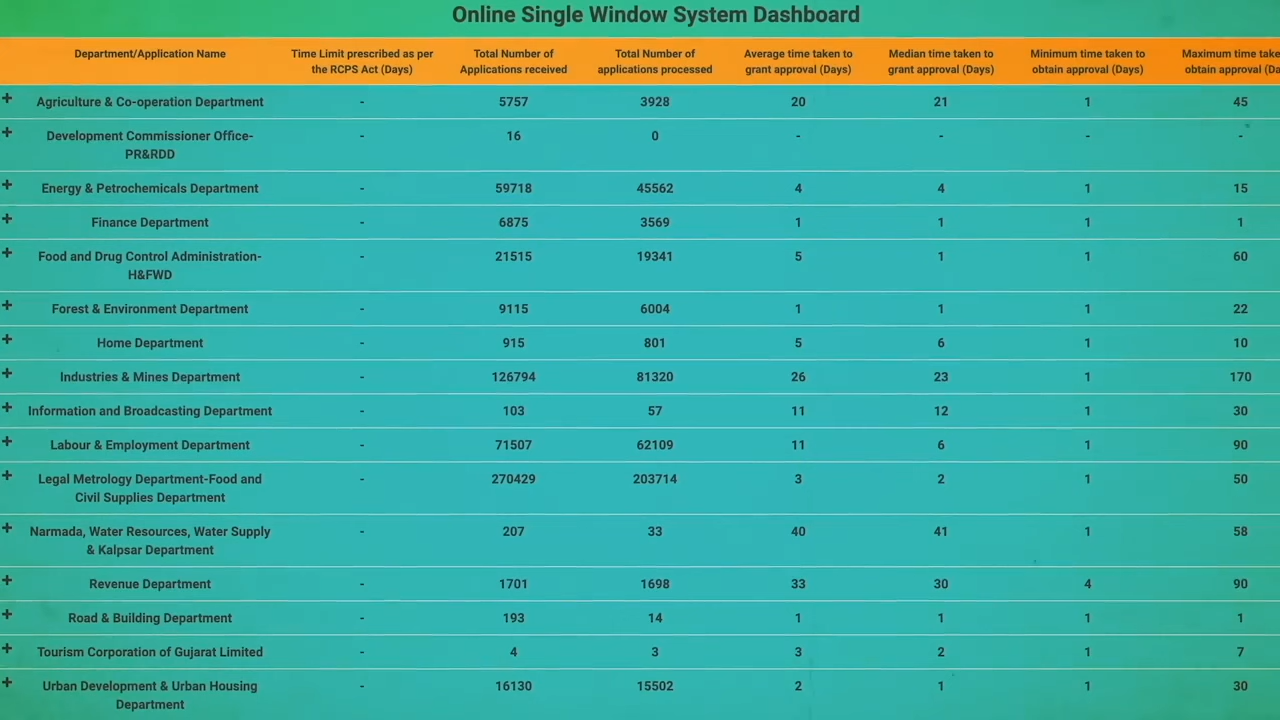 Online Single Window System Dashboard
Department/Application Name Time Limit prescribed as per Total Number of Total Number of Average time taken to Median time taken to Minimum time taken to Maximum time take
the RCPS Act (Days) Applications received applications processed grant approval (Days) grant approval (Days) obtain approval (Days) obtain approval (Da
+ Agriculture & Co-operation Department - 5757 3928 20 21 1 45
+ Development Commissioner Office- - 16 0 - - - -
PR&RDD
+ Energy & Petrochemicals Department - 59718 45562 4 4 1 15
+ Finance Department - 6875 3569 1 1 1 1
+ Food and Drug Control Administration- - 21515 19341 5 1 1 60
H&FWD
+ Forest & Environment Department - 9115 6004 1 1 1 22
+ Home Department - 915 801 5 6 1 10
+ Industries & Mines Department - 126794 81320 26 23 1 170
+ Information and Broadcasting Department - 103 57 11 12 1 30
+ Labour & Employment Department - 71507 62109 11 6 1 90
+ Legal Metrology Department-Food and - 270429 203714 3 2 1 50
Civil Supplies Department
+ Narmada, Water Resources, Water Supply - 207 33 40 41 1 58
& Kalpsar Department
+ Revenue Department - 1701 1698 33 30 4 90
+ Road & Building Department - 193 14 1 1 1 1
+ Tourism Corporation of Gujarat Limited - 4 3 3 2 1 7
+ Urban Development & Urban Housing - 16130 15502 2 1 1 30
Department